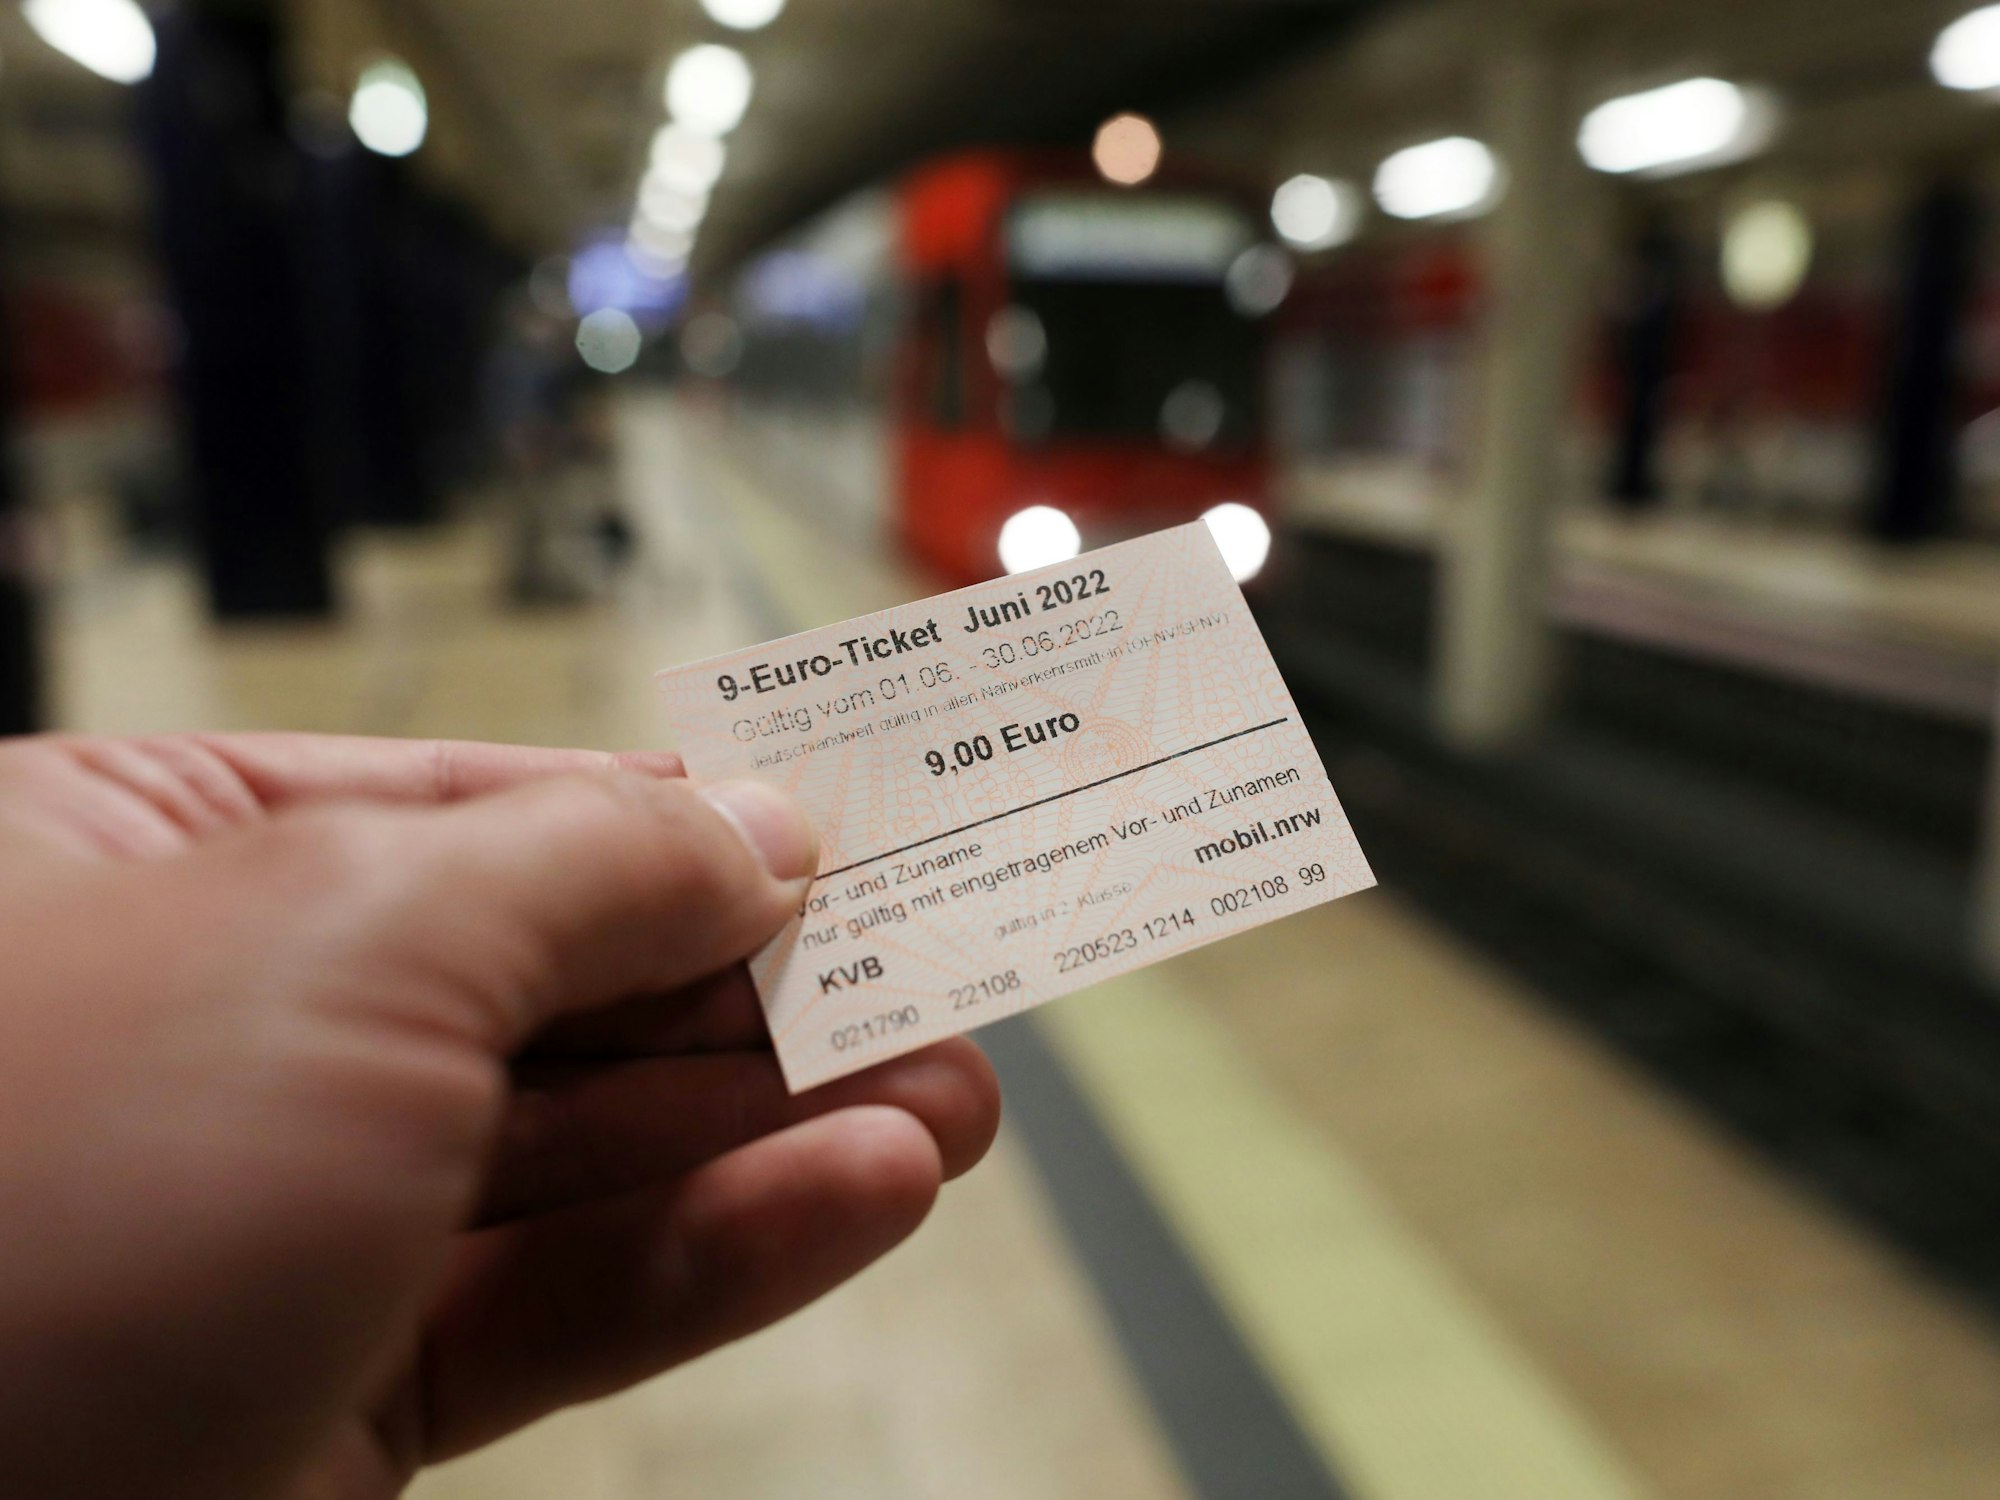 9-Euro-Ticket Juni 2022
Gültig vom 01.06. - 30.06.2022
deutschlandweit gültig in allen Nahverkehrsmitteln (ÖPNV/SPNV)
9,00 Euro
Vor- und Zuname
nur gültig mit eingetragenem Vor- und Zunamen
gültig in 2. Klasse
mobil.nrw
KVB
021790 22108 220523 1214 002108 99